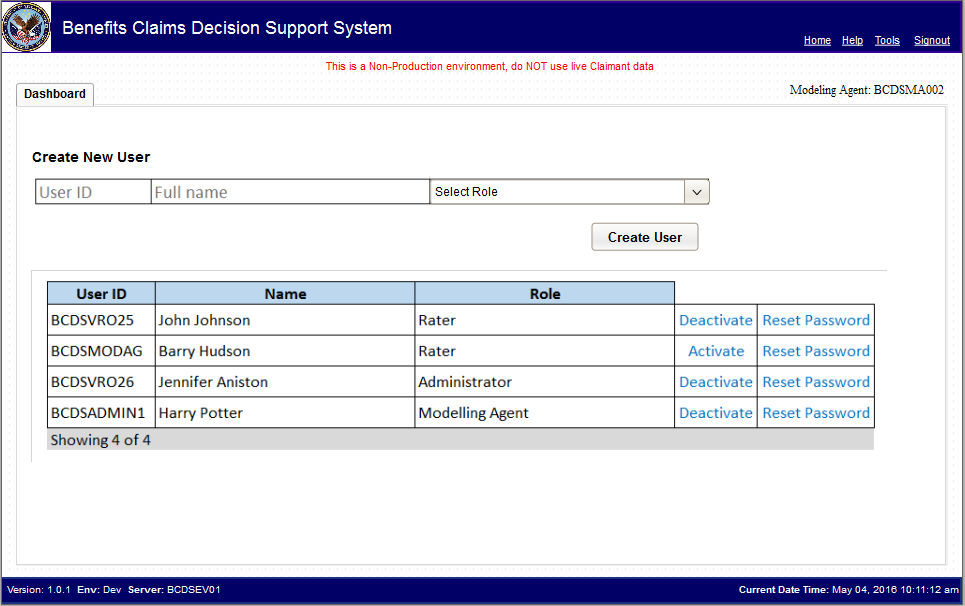 Benefits Claims Decision Support System
Home Help Tools Signout
This is a Non-Production environment, do NOT use live Claimant data
Dashboard
Modeling Agent: BCDSMA002
Create New User
User ID Full name Select Role
Create User
User ID Name Role
BCDSVRO25 John Johnson Rater Deactivate Reset Password
BCDSMODAG Barry Hudson Rater Activate Reset Password
BCDSVRO26 Jennifer Aniston Administrator Deactivate Reset Password
BCDSADMIN1 Harry Potter Modelling Agent Deactivate Reset Password
Showing 4 of 4
Version: 1.0.1 Env: Dev Server: BCDSEV01 Current Date Time: May 04, 2016 10:11:12 am